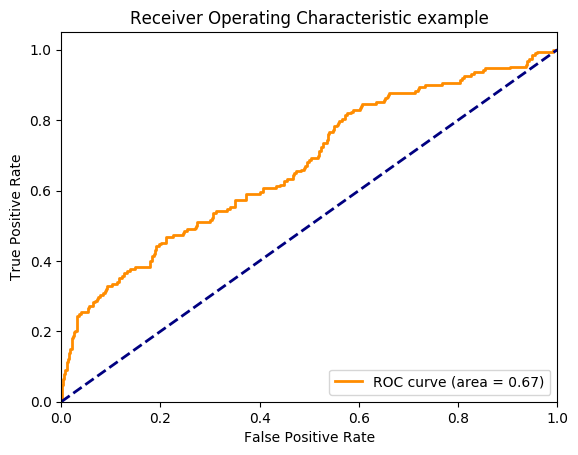 Receiver Operating Characteristic example
1.0
0.8
0.6
0.4
0.2
0.0
True Positive Rate
ROC curve (area = 0.67)
0.0 0.2 0.4 0.6 0.8 1.0
False Positive Rate